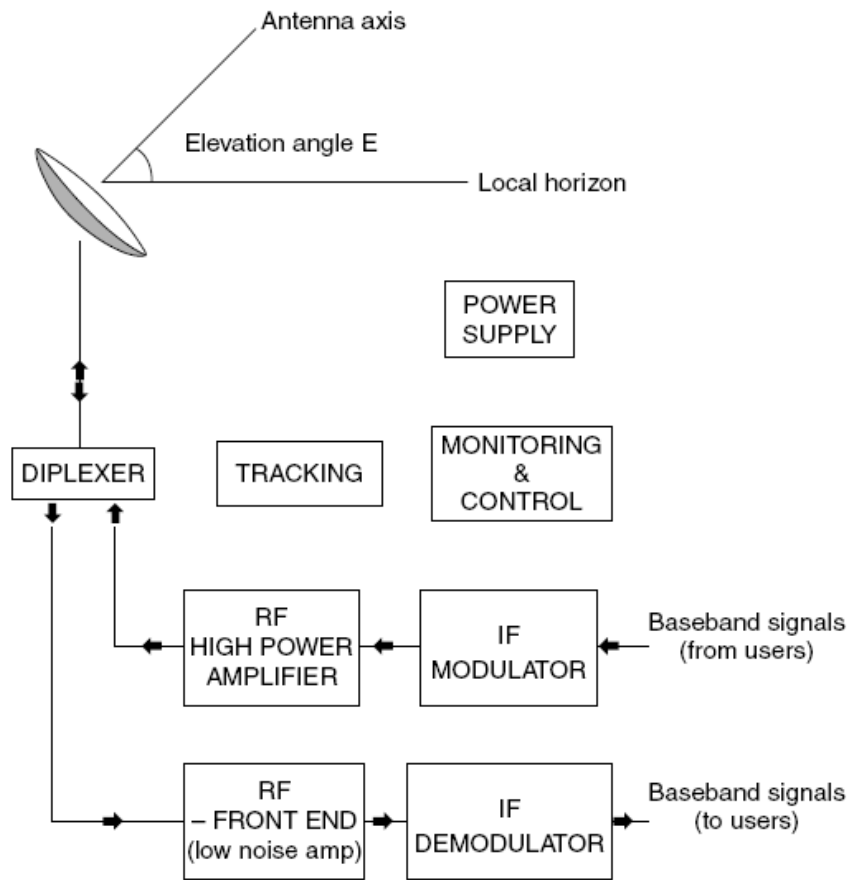 Antenna axis
Elevation angle E
Local horizon
POWER
SUPPLY
DIPLEXER
TRACKING
MONITORING
&
CONTROL
RF
HIGH POWER
AMPLIFIER
IF
MODULATOR
Baseband signals
(from users)
RF
– FRONT END
(low noise amp)
IF
DEMODULATOR
Baseband signals
(to users)